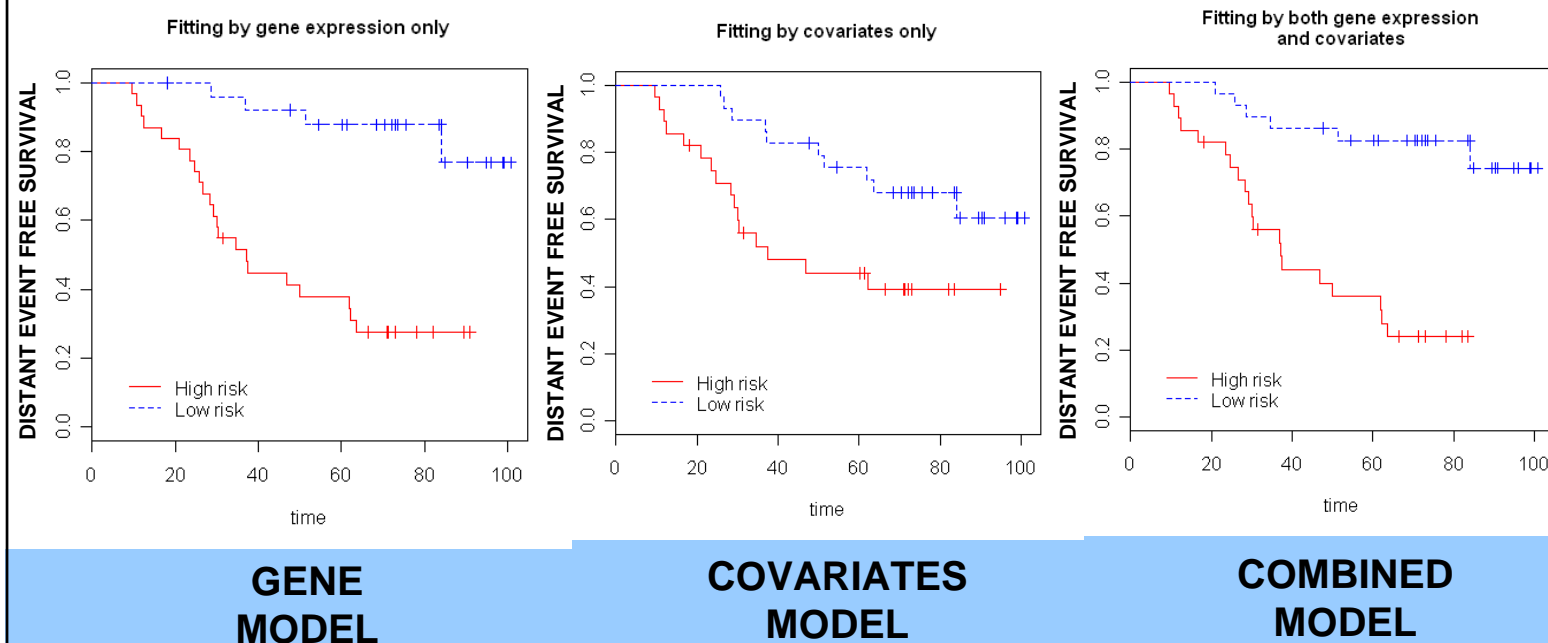 Fitting by gene expression only
DISTANT EVENT FREE SURVIVAL
1.0
0.8
0.6
0.4
0.2
0.0
High risk
Low risk
0 20 40 60 80 100
time
GENE
MODEL
Fitting by covariates only
DISTANT EVENT FREE SURVIVAL
1.0
0.8
0.6
0.4
0.2
0.0
High risk
Low risk
0 20 40 60 80 100
time
COVARIATES
MODEL
Fitting by both gene expression
and covariates
DISTANT EVENT FREE SURVIVAL
1.0
0.8
0.6
0.4
0.2
0.0
High risk
Low risk
0 20 40 60 80 100
time
COMBINED
MODEL